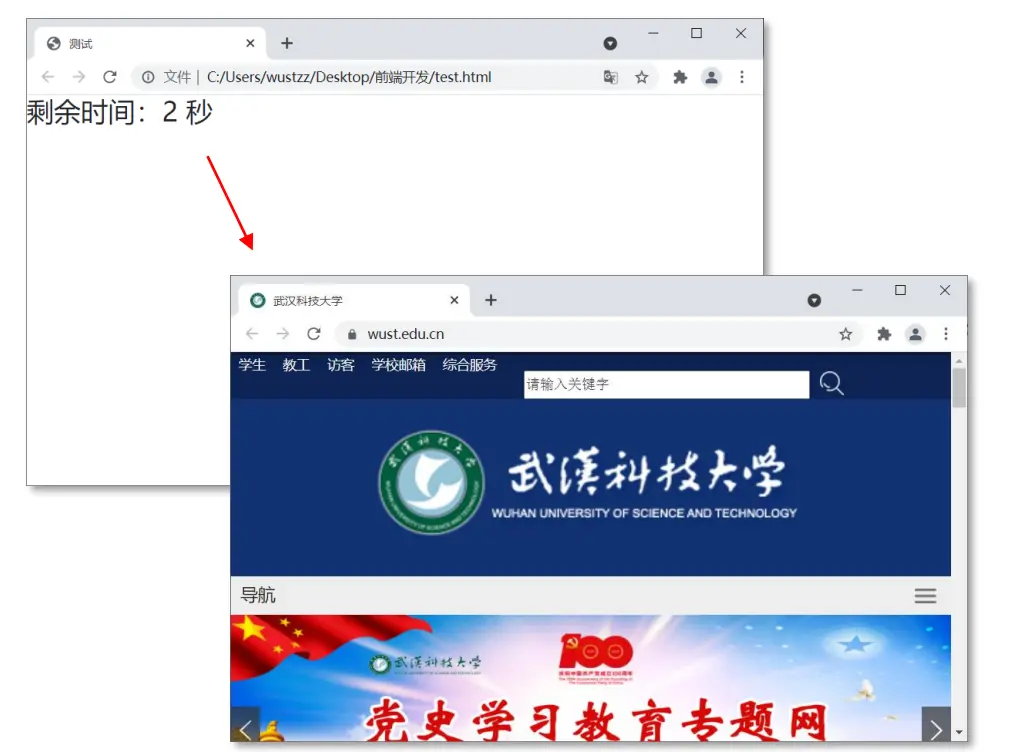 测试
文件 | C:/Users/wustzz/Desktop/前端开发/test.html
剩余时间：2 秒
武汉科技大学
wust.edu.cn
学生 教工 访客 学校邮箱 综合服务
请输入关键字
武漢科技大学
WUHAN UNIVERSITY OF SCIENCE AND TECHNOLOGY
导航
武漢科技大学
100
党史学习教育专题网